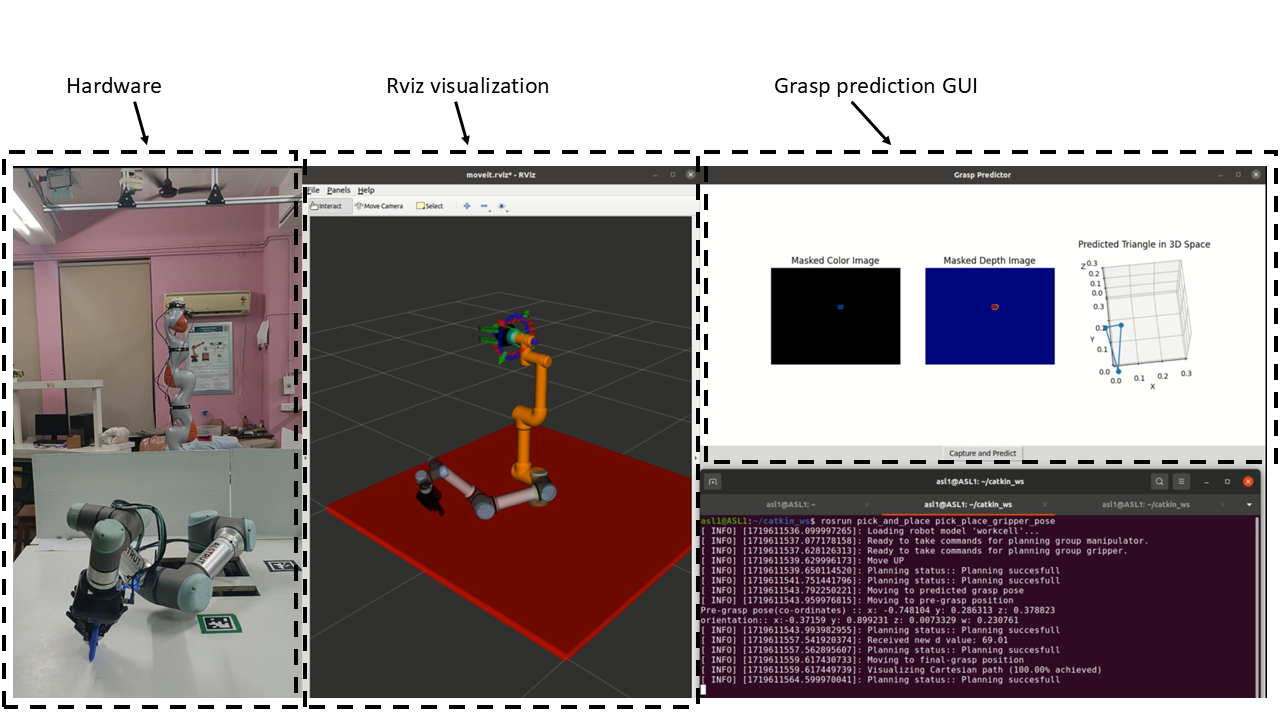 Hardware
Rviz visualization
Grasp prediction GUI
moveit.rviz* - RViz
File Panels Help
Interact Move Camera Select
Grasp Predictor
Masked Color Image
Masked Depth Image
Predicted Triangle in 3D Space
Z 0.3
0.2
0.1
0.0
0.3
0.2
Y
0.1
0.0
0.0 0.1 0.2 0.3
X
Capture and Predict
asl1@ASL1: ~/catkin_ws
asl1@ASL1: ~ asl1@ASL1: ~/catkin_ws asl1@ASL1: ~/catkin_ws
asl1@ASL1:~/catkin_ws$ rosrun pick_and_place pick_place_gripper_pose
[ INFO] [1719611536.099997265]: Loading robot model 'workcell'...
[ INFO] [1719611537.077178158]: Ready to take commands for planning group manipulator.
[ INFO] [1719611537.628126313]: Ready to take commands for planning group gripper.
[ INFO] [1719611539.629996173]: Move UP
[ INFO] [1719611539.650114520]: Planning status:: Planning succesfull
[ INFO] [1719611541.751441796]: Planning status:: Planning succesfull
[ INFO] [1719611543.792250221]: Moving to predicted grasp pose
[ INFO] [1719611543.959976815]: Moving to pre-grasp position
Pre-grasp pose(co-ordinates) :: x: -0.748104 y: 0.286313 z: 0.378823
orientation:: x:-0.37159 y: 0.899231 z: 0.0073329 w: 0.230761
[ INFO] [1719611543.993982955]: Planning status:: Planning succesfull
[ INFO] [1719611557.541920374]: Received new d value: 69.01
[ INFO] [1719611557.562895607]: Planning status:: Planning succesfull
[ INFO] [1719611559.617430733]: Moving to final-grasp position
[ INFO] [1719611559.617449739]: Visualizing Cartesian path (100.00% achieved)
[ INFO] [1719611564.599970041]: Planning status:: Planning succesfull